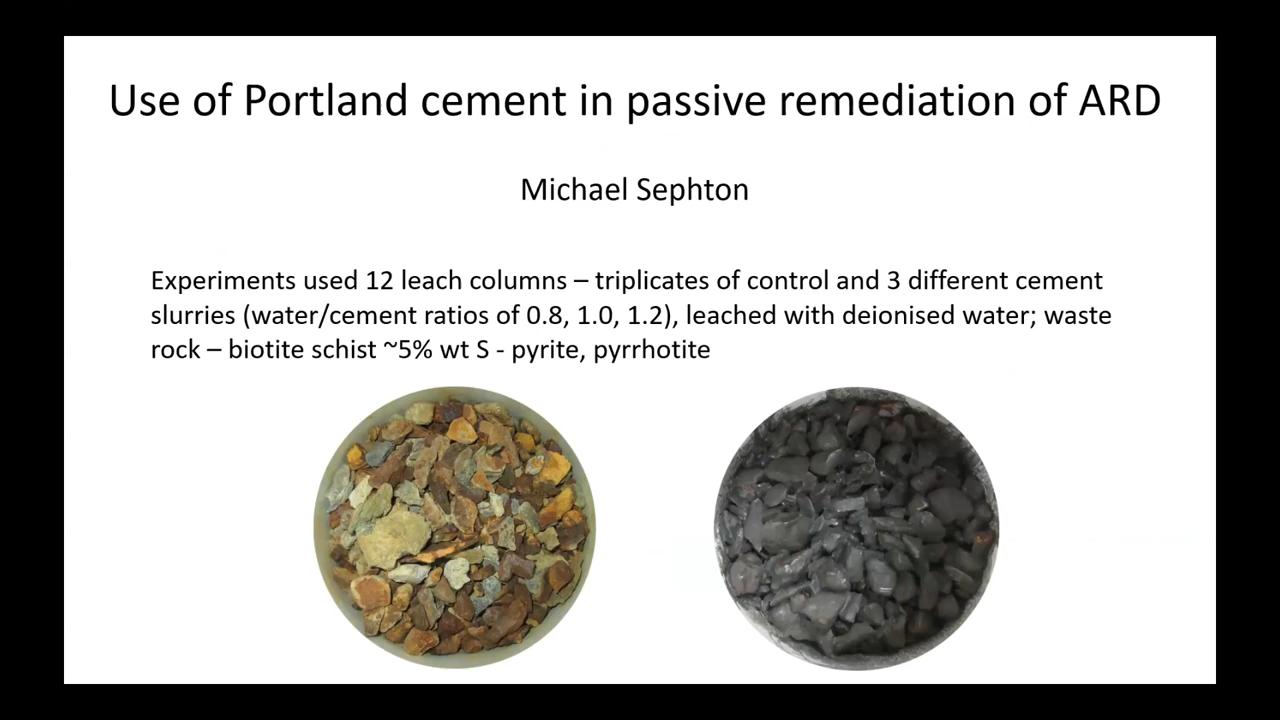 Use of Portland cement in passive remediation of ARD
Michael Sephton
Experiments used 12 leach columns – triplicates of control and 3 different cement
slurries (water/cement ratios of 0.8, 1.0, 1.2), leached with deionised water; waste
rock – biotite schist ~5% wt S - pyrite, pyrrhotite